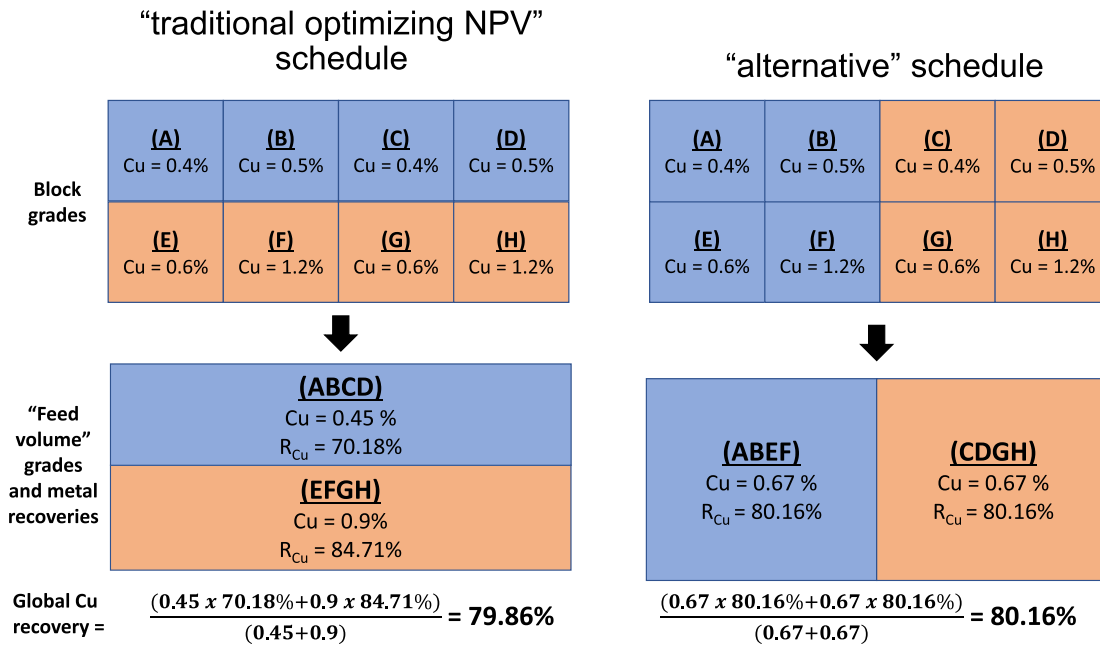 “traditional optimizing NPV”
schedule
“alternative” schedule
Block
grades
(A)
Cu = 0.4%
(B)
Cu = 0.5%
(C)
Cu = 0.4%
(D)
Cu = 0.5%
(E)
Cu = 0.6%
(F)
Cu = 1.2%
(G)
Cu = 0.6%
(H)
Cu = 1.2%
(A)
Cu = 0.4%
(B)
Cu = 0.5%
(C)
Cu = 0.4%
(D)
Cu = 0.5%
(E)
Cu = 0.6%
(F)
Cu = 1.2%
(G)
Cu = 0.6%
(H)
Cu = 1.2%
“Feed
volume”
grades
and metal
recoveries
(ABCD)
Cu = 0.45 %
RCu = 70.18%
(EFGH)
Cu = 0.9%
RCu = 84.71%
(ABEF)
Cu = 0.67 %
RCu = 80.16%
(CDGH)
Cu = 0.67 %
RCu = 80.16%
Global Cu
recovery =
(0.45 x 70.18%+0.9 x 84.71%)
(0.45+0.9)
= 79.86%
(0.67 x 80.16%+0.67 x 80.16%)
(0.67+0.67)
= 80.16%